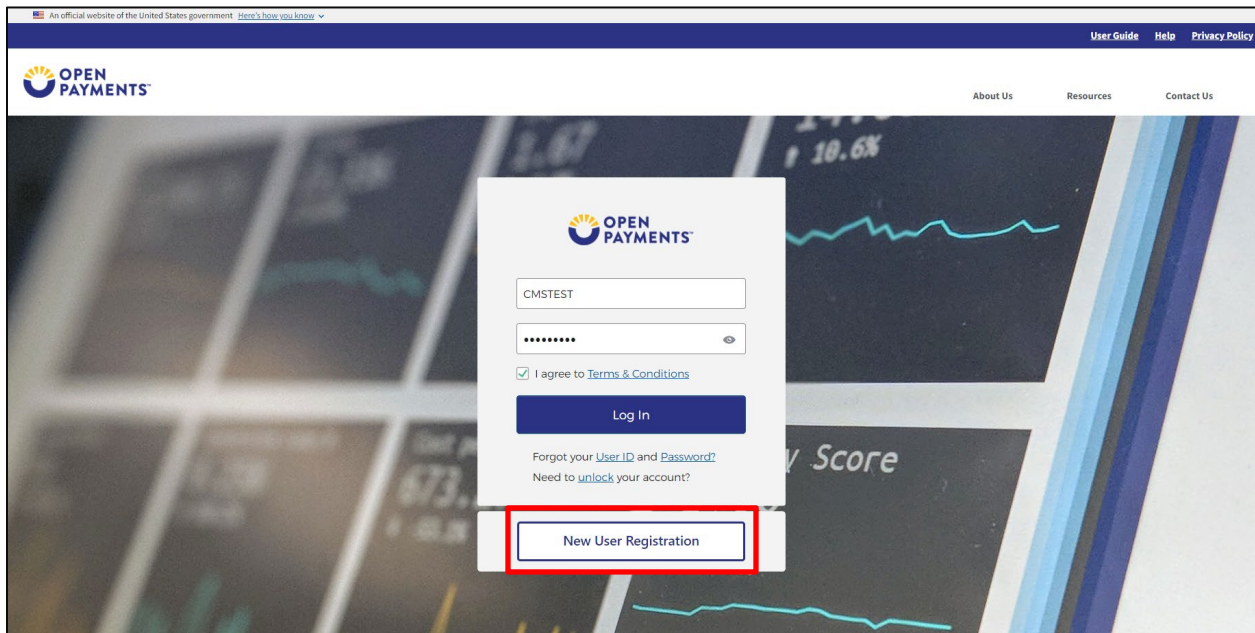 An official website of the United States government Here's how you know
User Guide Help Privacy Policy
OPEN
PAYMENTS™
About Us Resources Contact Us
10.6%
OPEN
PAYMENTS™
CMSTEST
•••••••••
I agree to Terms & Conditions
Log In
Forgot your User ID and Password?
Need to unlock your account?
Score
New User Registration